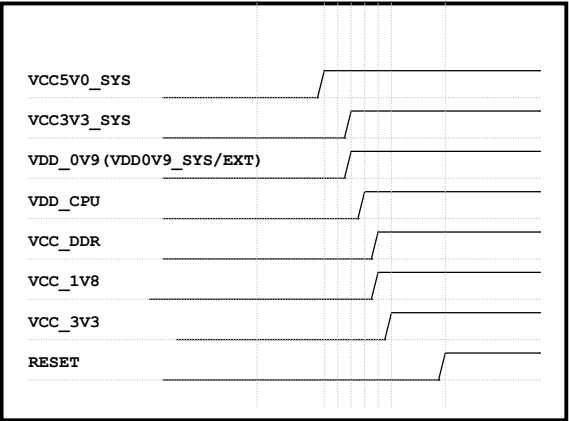 VCC5V0_SYS
VCC3V3_SYS
VDD_0V9(VDD0V9_SYS/EXT)
VDD_CPU
VCC_DDR
VCC_1V8
VCC_3V3
RESET